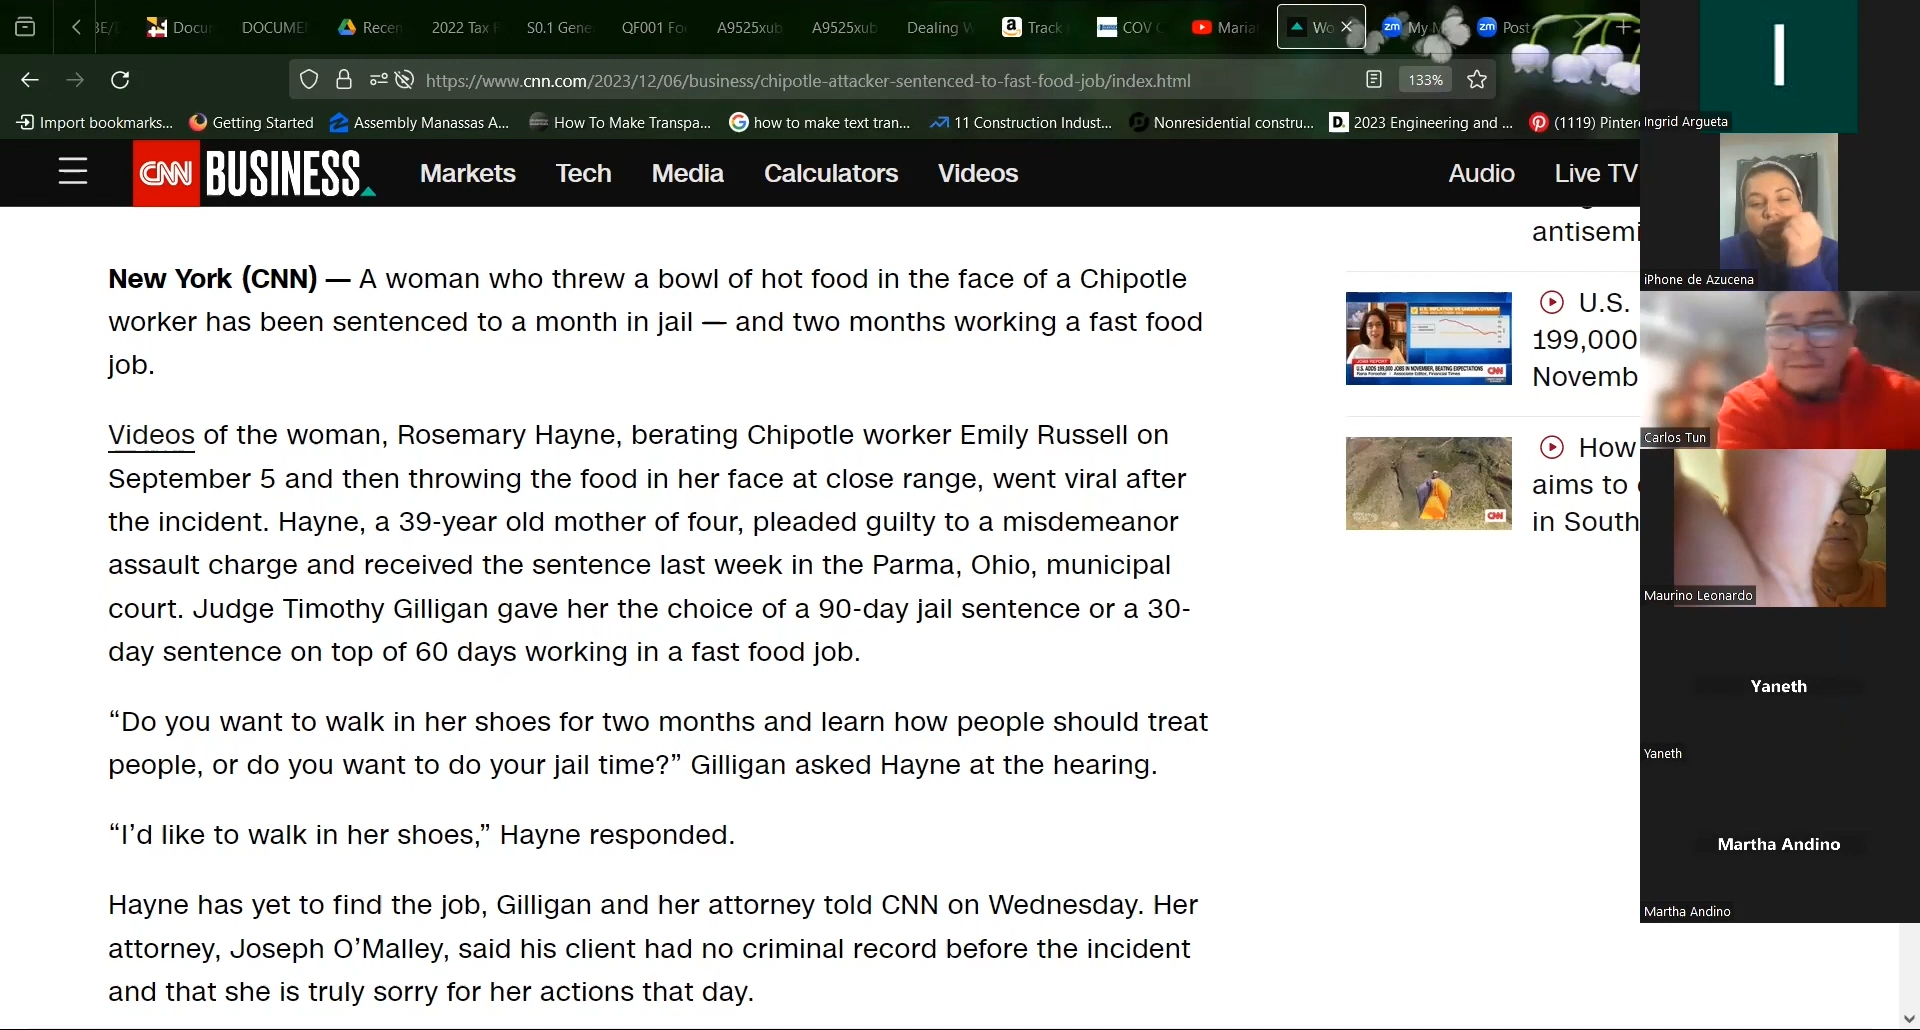 Docu
DOCUME
Recen
2022 Tax
S0.1 Gene
QF001 Fo
A9525xub
A9525xub
Dealing
Track
COV
Maria
Wo
zm My
zm Post
https://www.cnn.com/2023/12/06/business/chipotle-attacker-sentenced-to-fast-food-job/index.html
133%
Import bookmarks...
Getting Started
Assembly Manassas A...
How To Make Transpa...
how to make text tran...
11 Construction Indust...
Nonresidential constru...
D. 2023 Engineering and ...
(1119) Pinter
CNN BUSINESS
Markets
Tech
Media
Calculators
Videos
Audio
Live TV
New York (CNN) — A woman who threw a bowl of hot food in the face of a Chipotle
worker has been sentenced to a month in jail — and two months working a fast food
job.
Videos of the woman, Rosemary Hayne, berating Chipotle worker Emily Russell on
September 5 and then throwing the food in her face at close range, went viral after
the incident. Hayne, a 39-year old mother of four, pleaded guilty to a misdemeanor
assault charge and received the sentence last week in the Parma, Ohio, municipal
court. Judge Timothy Gilligan gave her the choice of a 90-day jail sentence or a 30-
day sentence on top of 60 days working in a fast food job.
“Do you want to walk in her shoes for two months and learn how people should treat
people, or do you want to do your jail time?” Gilligan asked Hayne at the hearing.
“I’d like to walk in her shoes,” Hayne responded.
Hayne has yet to find the job, Gilligan and her attorney told CNN on Wednesday. Her
attorney, Joseph O’Malley, said his client had no criminal record before the incident
and that she is truly sorry for her actions that day.
antisemi
U.S.
199,000
Novemb
JOBS REPORT
U.S. ADDS 199,000 JOBS IN NOVEMBER, BEATING EXPECTATIONS
CNN
How
aims to
in South
CNN
I
Ingrid Argueta
iPhone de Azucena
Carlos Tun
Maurino Leonardo
Yaneth
Yaneth
Martha Andino
Martha Andino